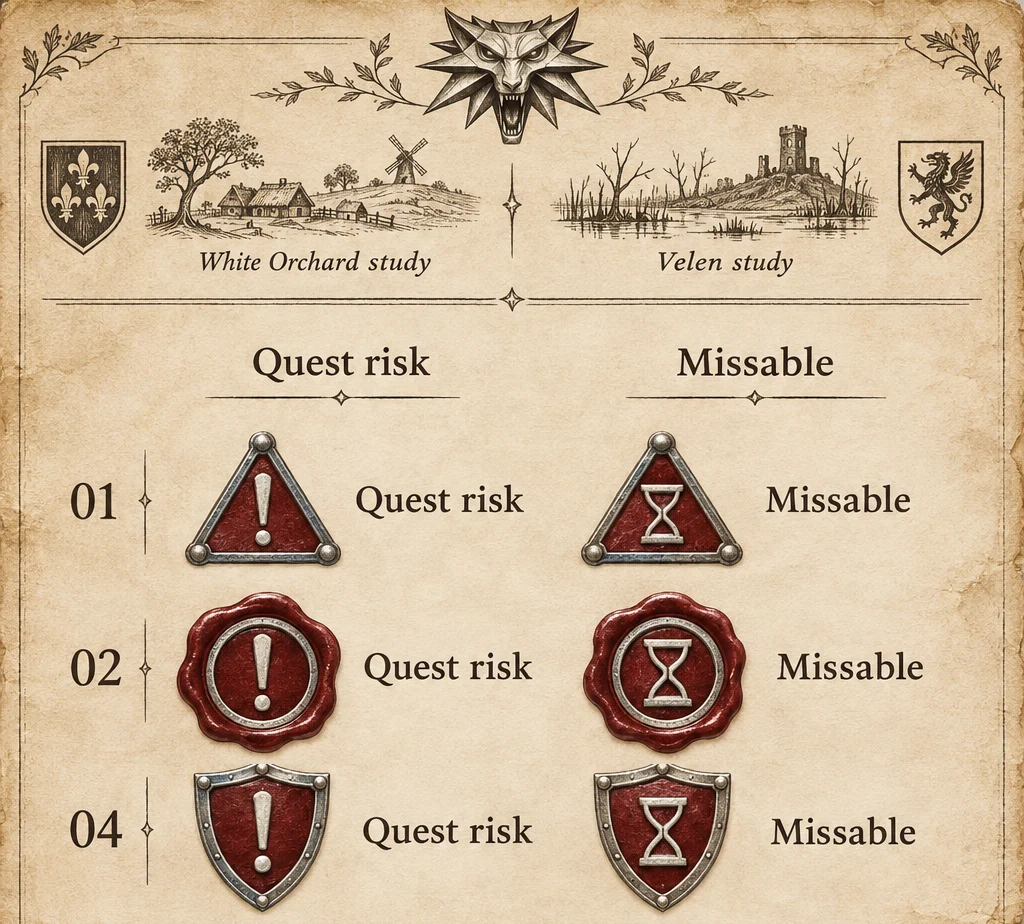 White Orchard study
Velen study
Quest risk
Missable
01
Quest risk
Missable
02
Quest risk
Missable
04
Quest risk
Missable